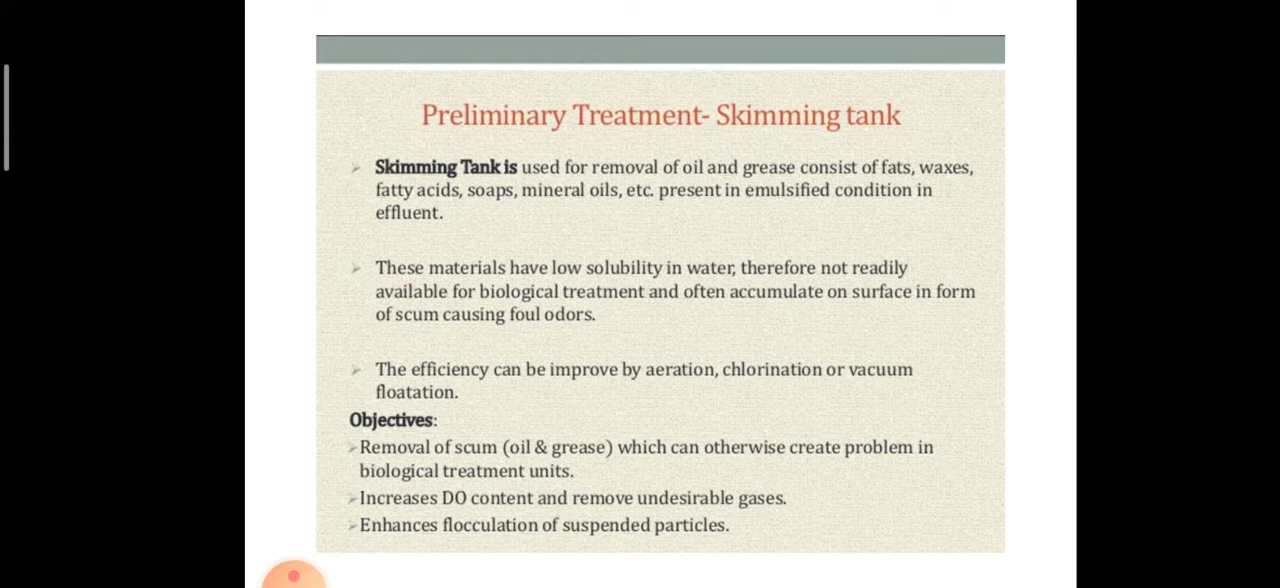 Preliminary Treatment- Skimming tank
Skimming Tank is used for removal of oil and grease consist of fats, waxes,
fatty acids, soaps, mineral oils, etc. present in emulsified condition in
effluent.
These materials have low solubility in water, therefore not readily
available for biological treatment and often accumulate on surface in form
of scum causing foul odors.
The efficiency can be improve by aeration, chlorination or vacuum
floatation.
Objectives:
Removal of scum (oil & grease) which can otherwise create problem in
biological treatment units.
Increases DO content and remove undesirable gases.
Enhances flocculation of suspended particles.